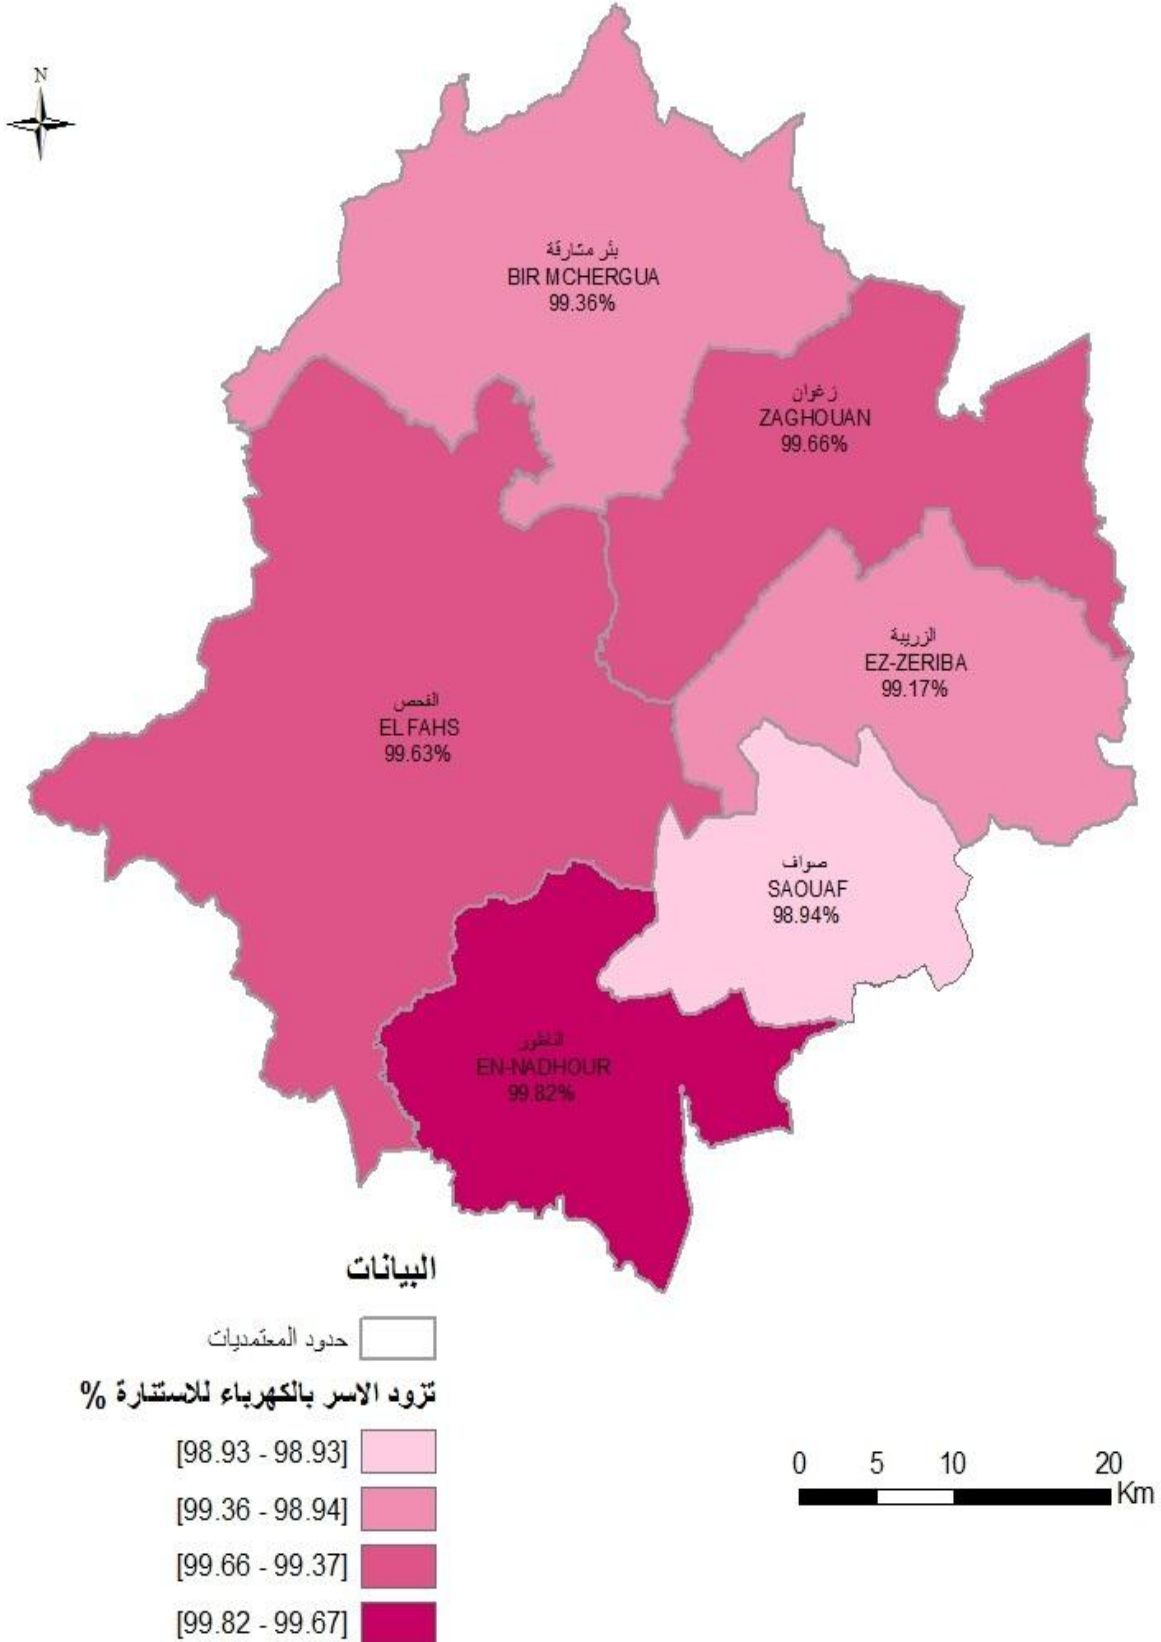 N
بئر مشارقة
BIR MCHERGUA
99.36%
زغوان
ZAGHOUAN
99.66%
الزريبة
EZ-ZERIBA
99.17%
الفحص
EL FAHS
99.63%
صواف
SAOUAF
98.94%
الناظور
EN-NADHOUR
99.82%
البيانات
حدود المعتمديات
تزود الاسر بالكهرباء للاستنارة %
[98.93 - 98.93]
[99.36 - 98.94]
[99.66 - 99.37]
[99.82 - 99.67]
0 5 10 20
Km